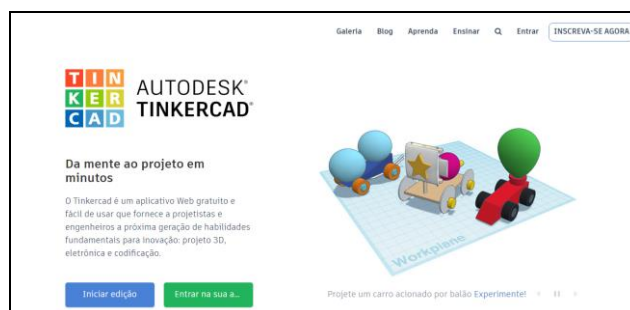 Galeria Blog Aprenda Ensinar Entrar INSCREVA-SE AGORA
TIN
KER
CAD
AUTODESK®
TINKERCAD®
Da mente ao projeto em
minutos
O Tinkercad é um aplicativo Web gratuito e
fácil de usar que fornece a projetistas e
engenheiros a próxima geração de habilidades
fundamentais para inovação: projeto 3D,
eletrônica e codificação.
Iniciar edição Entrar na sua a...
Workplane
Projete um carro acionado por balão Experimente!